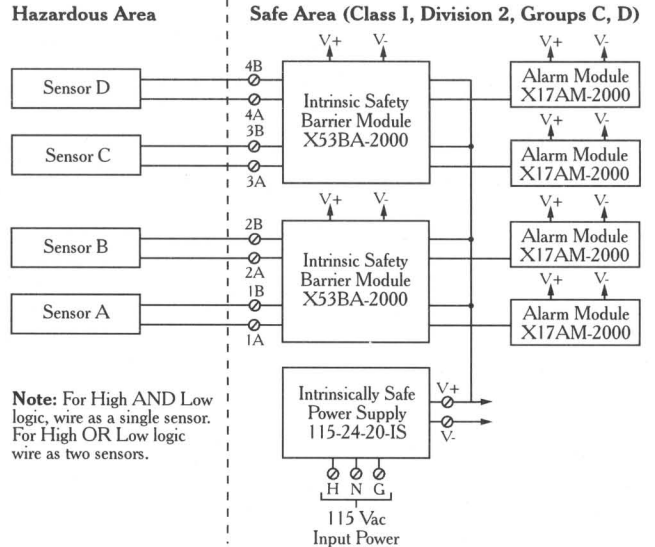 Hazardous Area
Safe Area (Class I, Division 2, Groups C, D)
V+ V-
V+ V-
Sensor D
4B
4A
Intrinsic Safety
Barrier Module
X53BA-2000
Alarm Module
X17AM-2000
Sensor C
3B
3A
V+ V-
Alarm Module
X17AM-2000
V+ V-
V+ V-
Sensor B
2B
2A
Intrinsic Safety
Barrier Module
X53BA-2000
Alarm Module
X17AM-2000
Sensor A
1B
1A
V+ V-
Alarm Module
X17AM-2000
Note: For High AND Low
logic, wire as a single sensor.
For High OR Low logic
wire as two sensors.
Intrinsically Safe
Power Supply
115-24-20-IS
V+
V-
H N G
115 Vac
Input Power